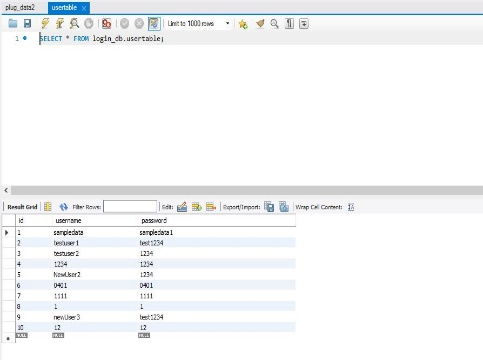 plug_data2 usertable
Limit to 1000 rows
1 SELECT * FROM login_db.usertable;
Result Grid Filter Rows: Edit: Export/Import: Wrap Cell Content:
id username password
1 sampledata sampledata1
2 testuser1 test1234
3 testuser2 1234
4 1234 1234
5 NewUser2 1234
6 0401 0401
7 1111 1111
8 1 1
9 newUser3 test1234
10 12 12
NULL NULL NULL